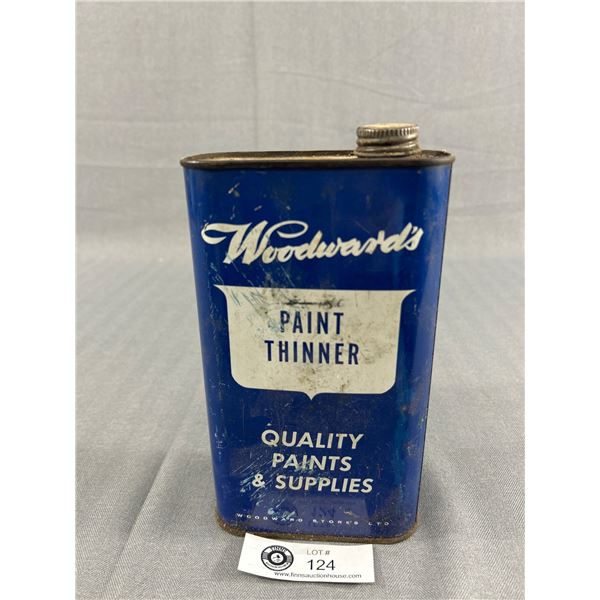 Woodward's
PAINT
THINNER
QUALITY
PAINTS
& SUPPLIES
WOODWARD STORES LTD
LOT #
124
www.finnsauctionhouse.com